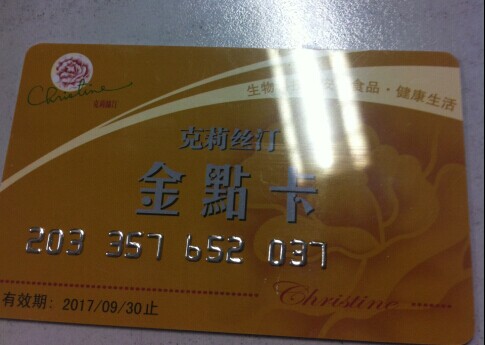 Christine
克莉絲汀
生物 食品·健康生活
克莉丝汀
金點卡
203 357 652 037
Christine
有效期: 2017/09/30止